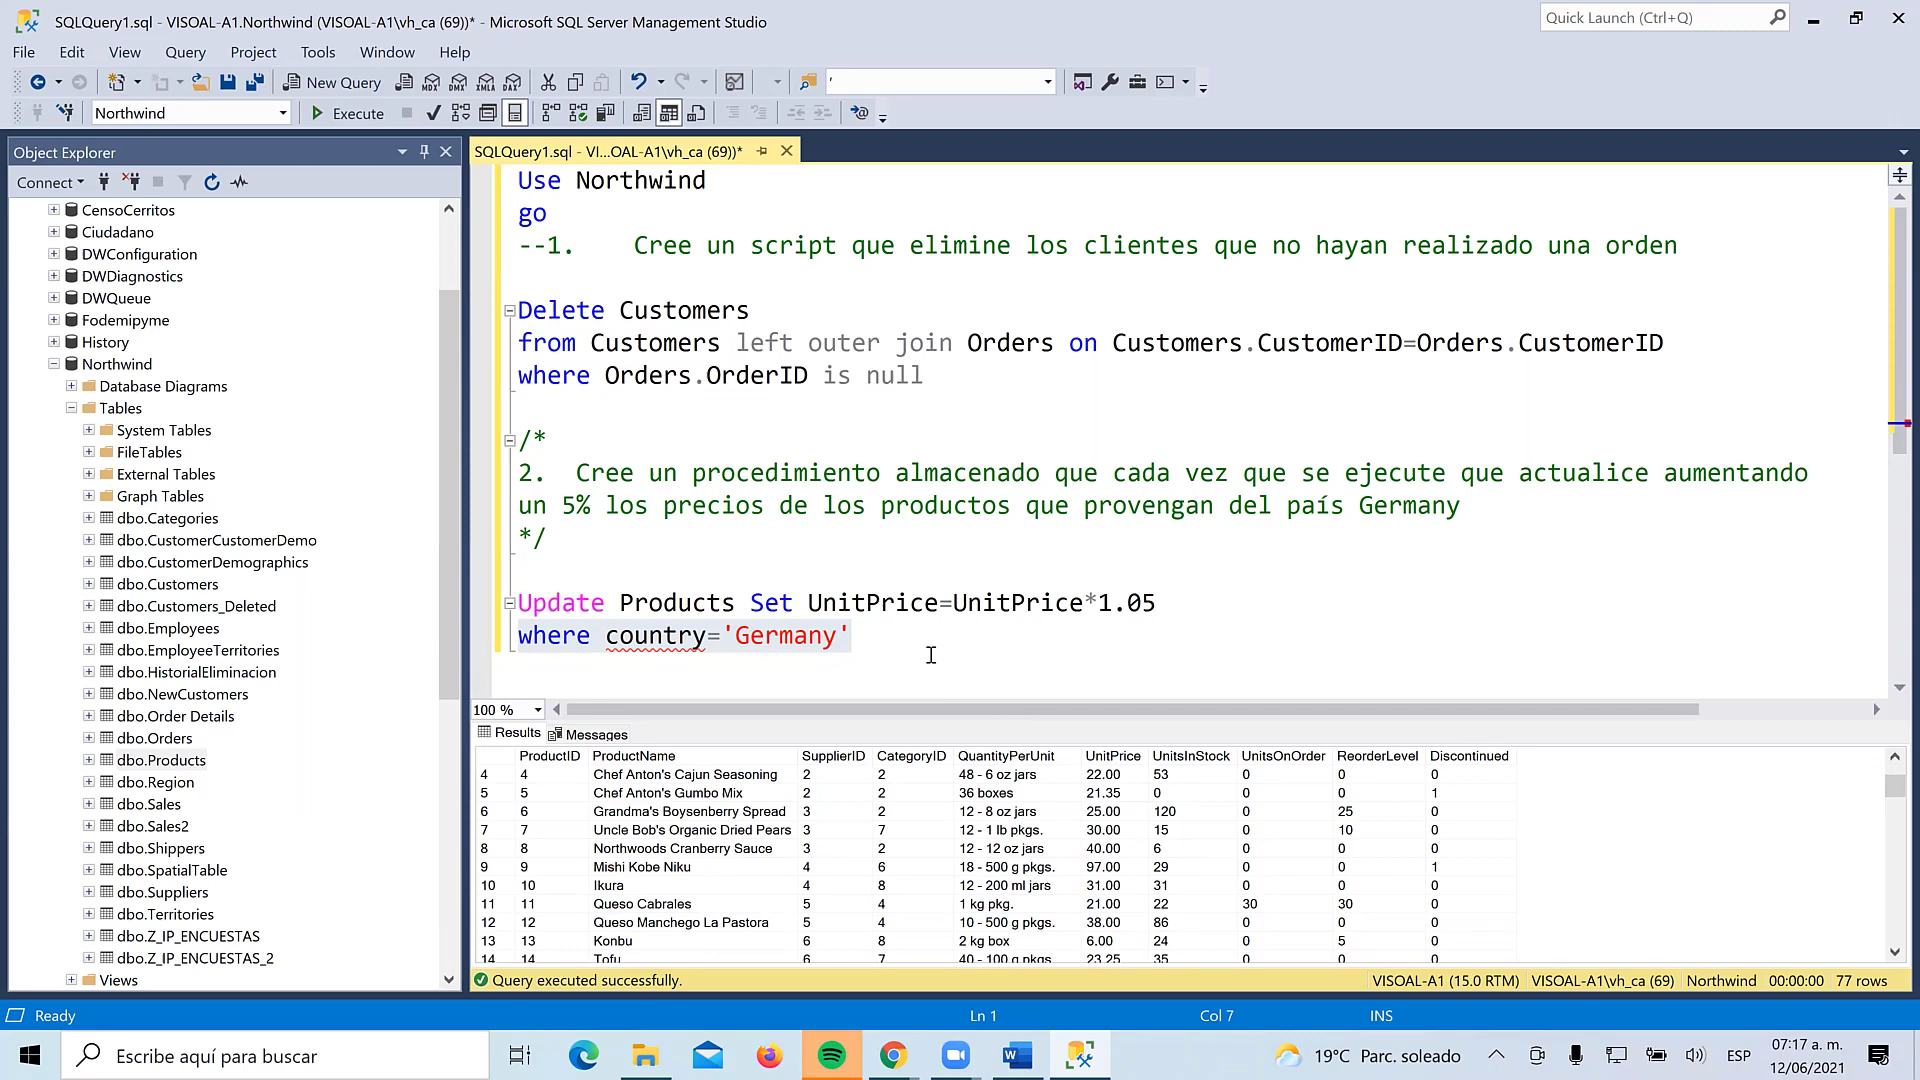 SQLQuery1.sql - VISOAL-A1.Northwind (VISOAL-A1\vh_ca (69))* - Microsoft SQL Server Management Studio
Quick Launch (Ctrl+Q)
File Edit View Query Project Tools Window Help
New Query MDX DMX XMLA DAX '
Northwind Execute
Object Explorer
Connect
CensoCerritos
Ciudadano
DWConfiguration
DWDiagnostics
DWQueue
Fodemipyme
History
Northwind
Database Diagrams
Tables
System Tables
FileTables
External Tables
Graph Tables
dbo.Categories
dbo.CustomerCustomerDemo
dbo.CustomerDemographics
dbo.Customers
dbo.Customers_Deleted
dbo.Employees
dbo.EmployeeTerritories
dbo.HistorialEliminacion
dbo.NewCustomers
dbo.Order Details
dbo.Orders
dbo.Products
dbo.Region
dbo.Sales
dbo.Sales2
dbo.Shippers
dbo.SpatialTable
dbo.Suppliers
dbo.Territories
dbo.Z_IP_ENCUESTAS
dbo.Z_IP_ENCUESTAS_2
Views
SQLQuery1.sql - VI...OAL-A1\vh_ca (69))*
Use Northwind
go
--1. Cree un script que elimine los clientes que no hayan realizado una orden
Delete Customers
from Customers left outer join Orders on Customers.CustomerID=Orders.CustomerID
where Orders.OrderID is null
/*
2. Cree un procedimiento almacenado que cada vez que se ejecute que actualice aumentando
un 5% los precios de los productos que provengan del país Germany
*/
Update Products Set UnitPrice=UnitPrice*1.05
where country='Germany'
100 %
Results Messages
ProductID ProductName SupplierID CategoryID QuantityPerUnit UnitPrice UnitsInStock UnitsOnOrder ReorderLevel Discontinued
4 4 Chef Anton's Cajun Seasoning 2 2 48 - 6 oz jars 22.00 53 0 0 0
5 5 Chef Anton's Gumbo Mix 2 2 36 boxes 21.35 0 0 0 1
6 6 Grandma's Boysenberry Spread 3 2 12 - 8 oz jars 25.00 120 0 25 0
7 7 Uncle Bob's Organic Dried Pears 3 7 12 - 1 lb pkgs. 30.00 15 0 10 0
8 8 Northwoods Cranberry Sauce 3 2 12 - 12 oz jars 40.00 6 0 0 0
9 9 Mishi Kobe Niku 4 6 18 - 500 g pkgs. 97.00 29 0 0 1
10 10 Ikura 4 8 12 - 200 ml jars 31.00 31 0 0 0
11 11 Queso Cabrales 5 4 1 kg pkg. 21.00 22 30 30 0
12 12 Queso Manchego La Pastora 5 4 10 - 500 g pkgs. 38.00 86 0 0 0
13 13 Konbu 6 8 2 kg box 6.00 24 0 5 0
14 14 Tofu 6 7 40 - 100 g pkgs. 23.25 35 0 0 0
Query executed successfully. VISOAL-A1 (15.0 RTM) VISOAL-A1\vh_ca (69) Northwind 00:00:00 77 rows
Ready Ln 1 Col 7 INS
Escribe aquí para buscar
19°C Parc. soleado ESP
07:17 a. m.
12/06/2021